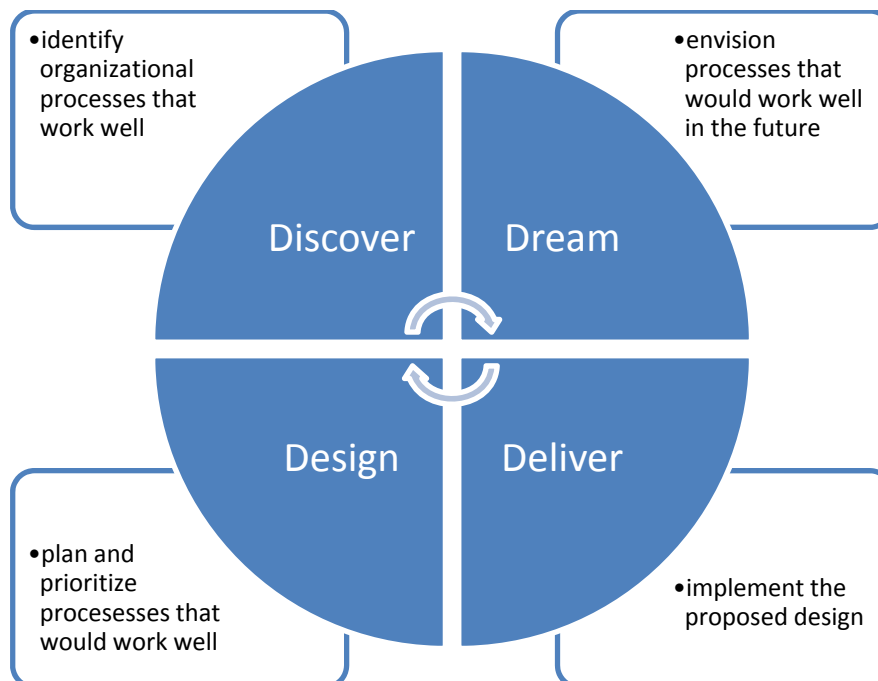 •identify
organizational
processes that
work well
•envision
processes that
would work well
in the future
Discover
Dream
Design
Deliver
•plan and
prioritize
procesesses that
would work well
•implement the
proposed design